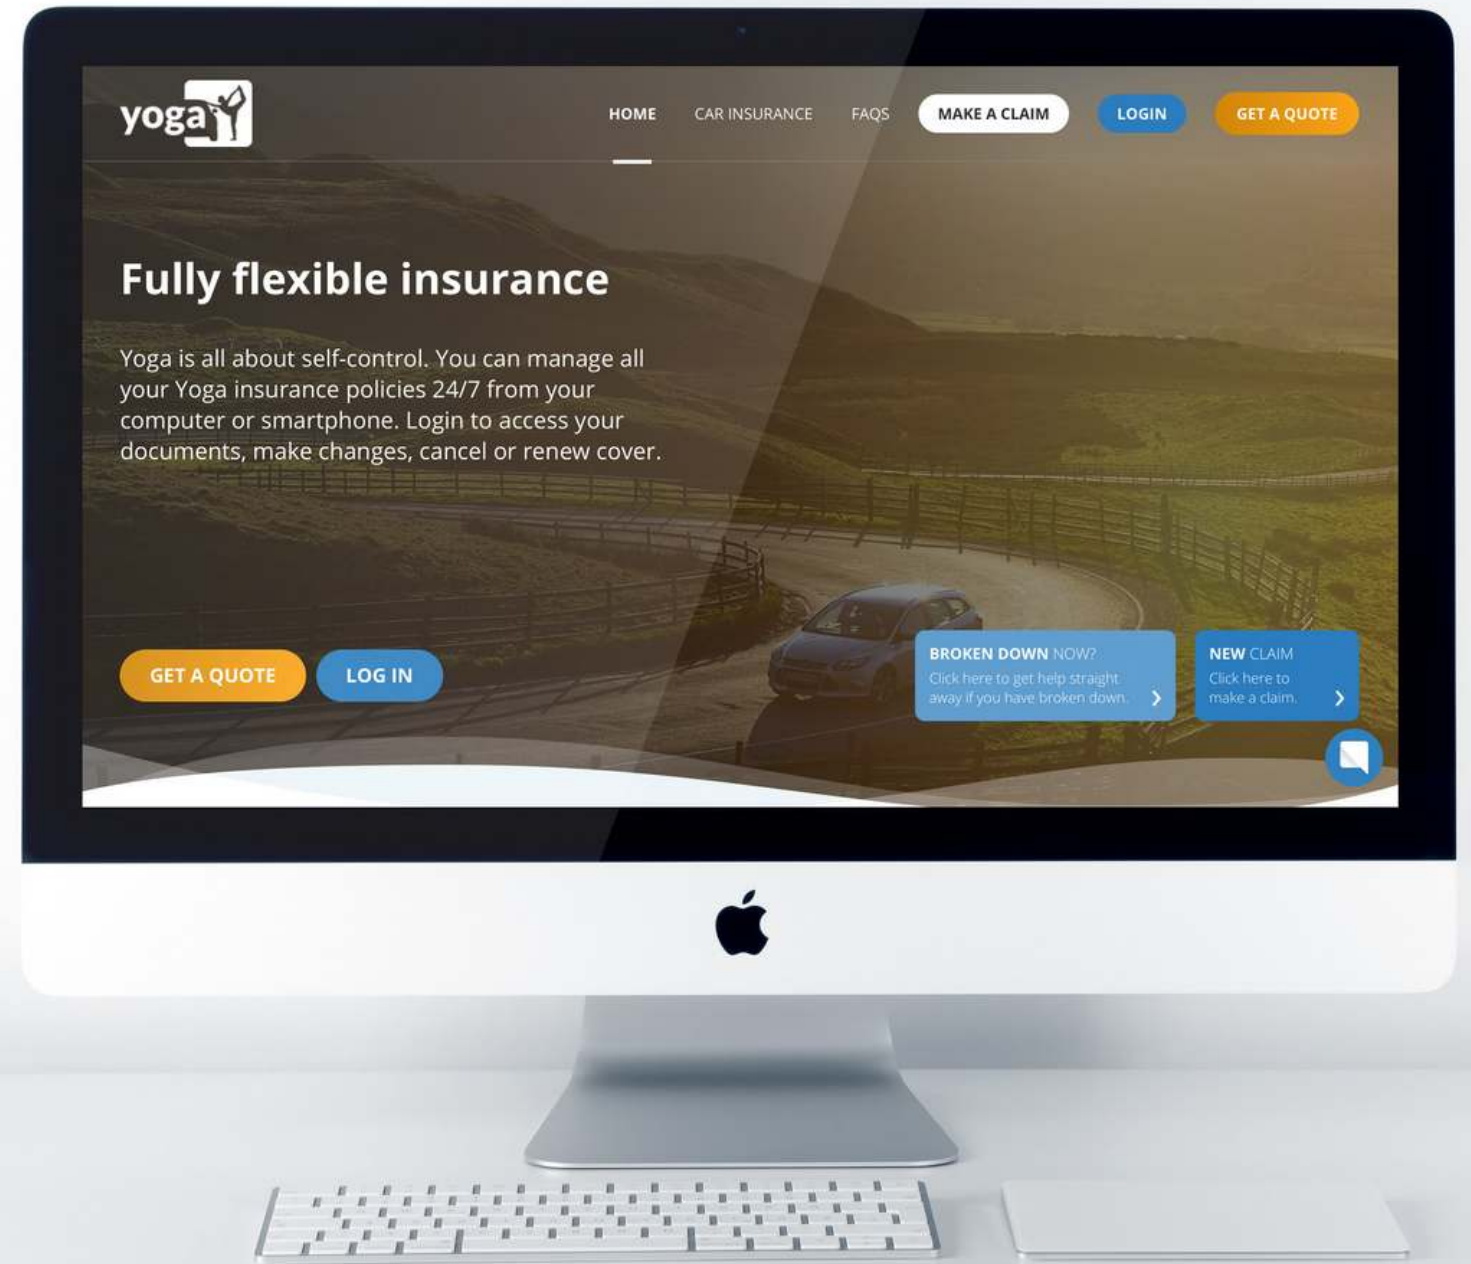 yoga
HOME
CAR INSURANCE
FAQS
MAKE A CLAIM
LOGIN
GET A QUOTE
Fully flexible insurance
Yoga is all about self-control. You can manage all
your Yoga insurance policies 24/7 from your
computer or smartphone. Login to access your
documents, make changes, cancel or renew cover.
GET A QUOTE
LOG IN
BROKEN DOWN NOW?
Click here to get help straight
away if you have broken down.
NEW CLAIM
Click here to
make a claim.